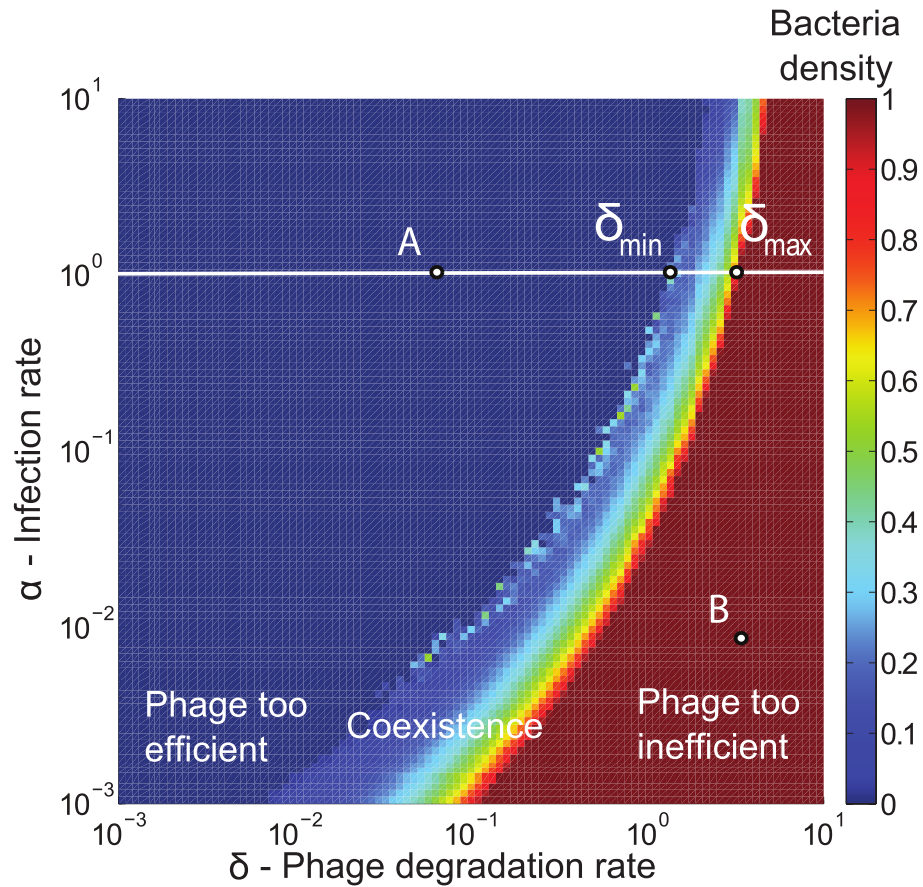 Bacteria
density
10^1
10^0
10^−1
10^−2
10^−3
α - Infection rate
A
δmin
δmax
B
Phage too
efficient
Coexistence
Phage too
inefficient
1
0.9
0.8
0.7
0.6
0.5
0.4
0.3
0.2
0.1
0
10^−3
10^−2
10^−1
10^0
10^1
δ - Phage degradation rate